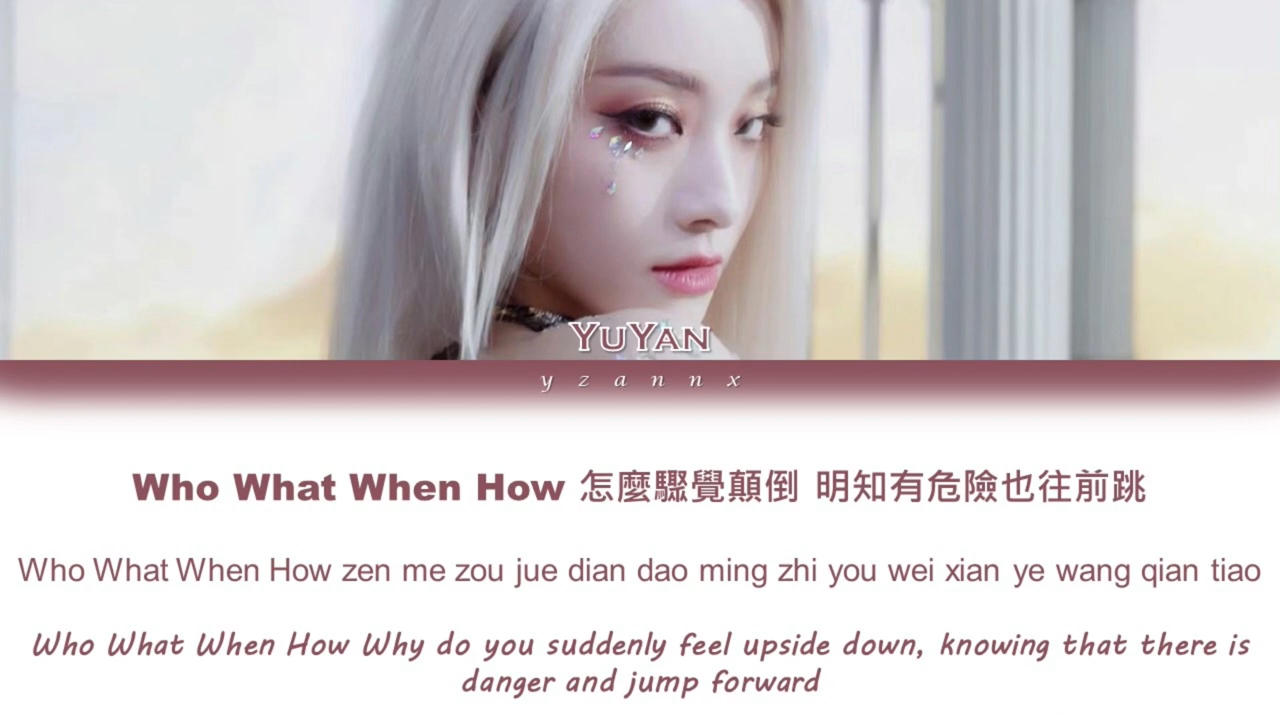 YUYAN
yzannx
Who What When How 怎麼驟覺顛倒 明知有危險也往前跳
Who What When How zen me zou jue dian dao ming zhi you wei xian ye wang qian tiao
Who What When How Why do you suddenly feel upside down, knowing that there is
danger and jump forward